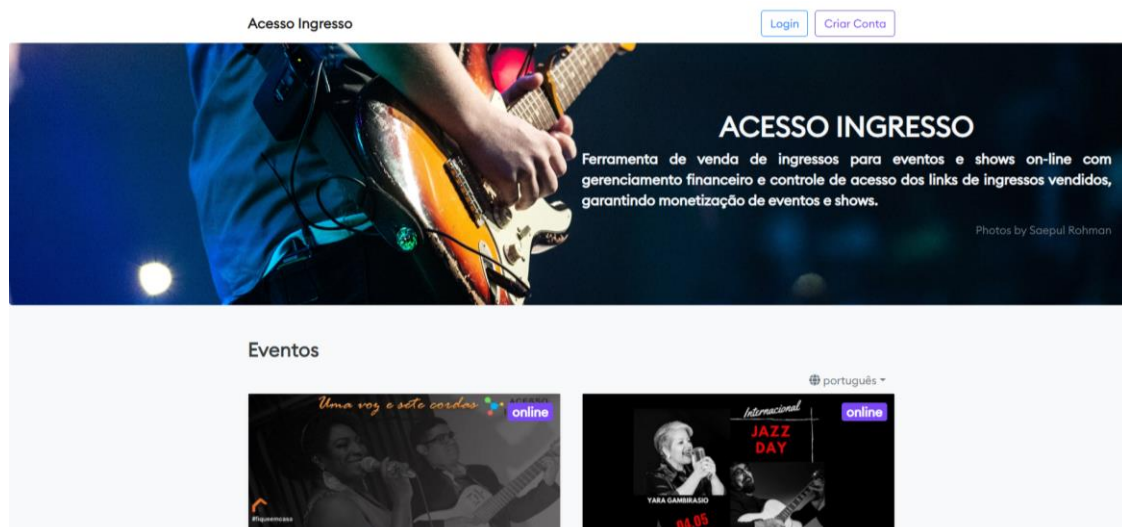 Acesso Ingresso
Login
Criar Conta
ACESSO INGRESSO
Ferramenta de venda de ingressos para eventos e shows on-line com
gerenciamento financeiro e controle de acesso dos links de ingressos vendidos,
garantindo monetização de eventos e shows.
Photos by Saepul Rohman
Eventos
português
Uma voz e sete cordas
ACESSO
online
#fiqueemcasa
Internacional
JAZZ
DAY
online
YARA GAMBIRASIO
04.05